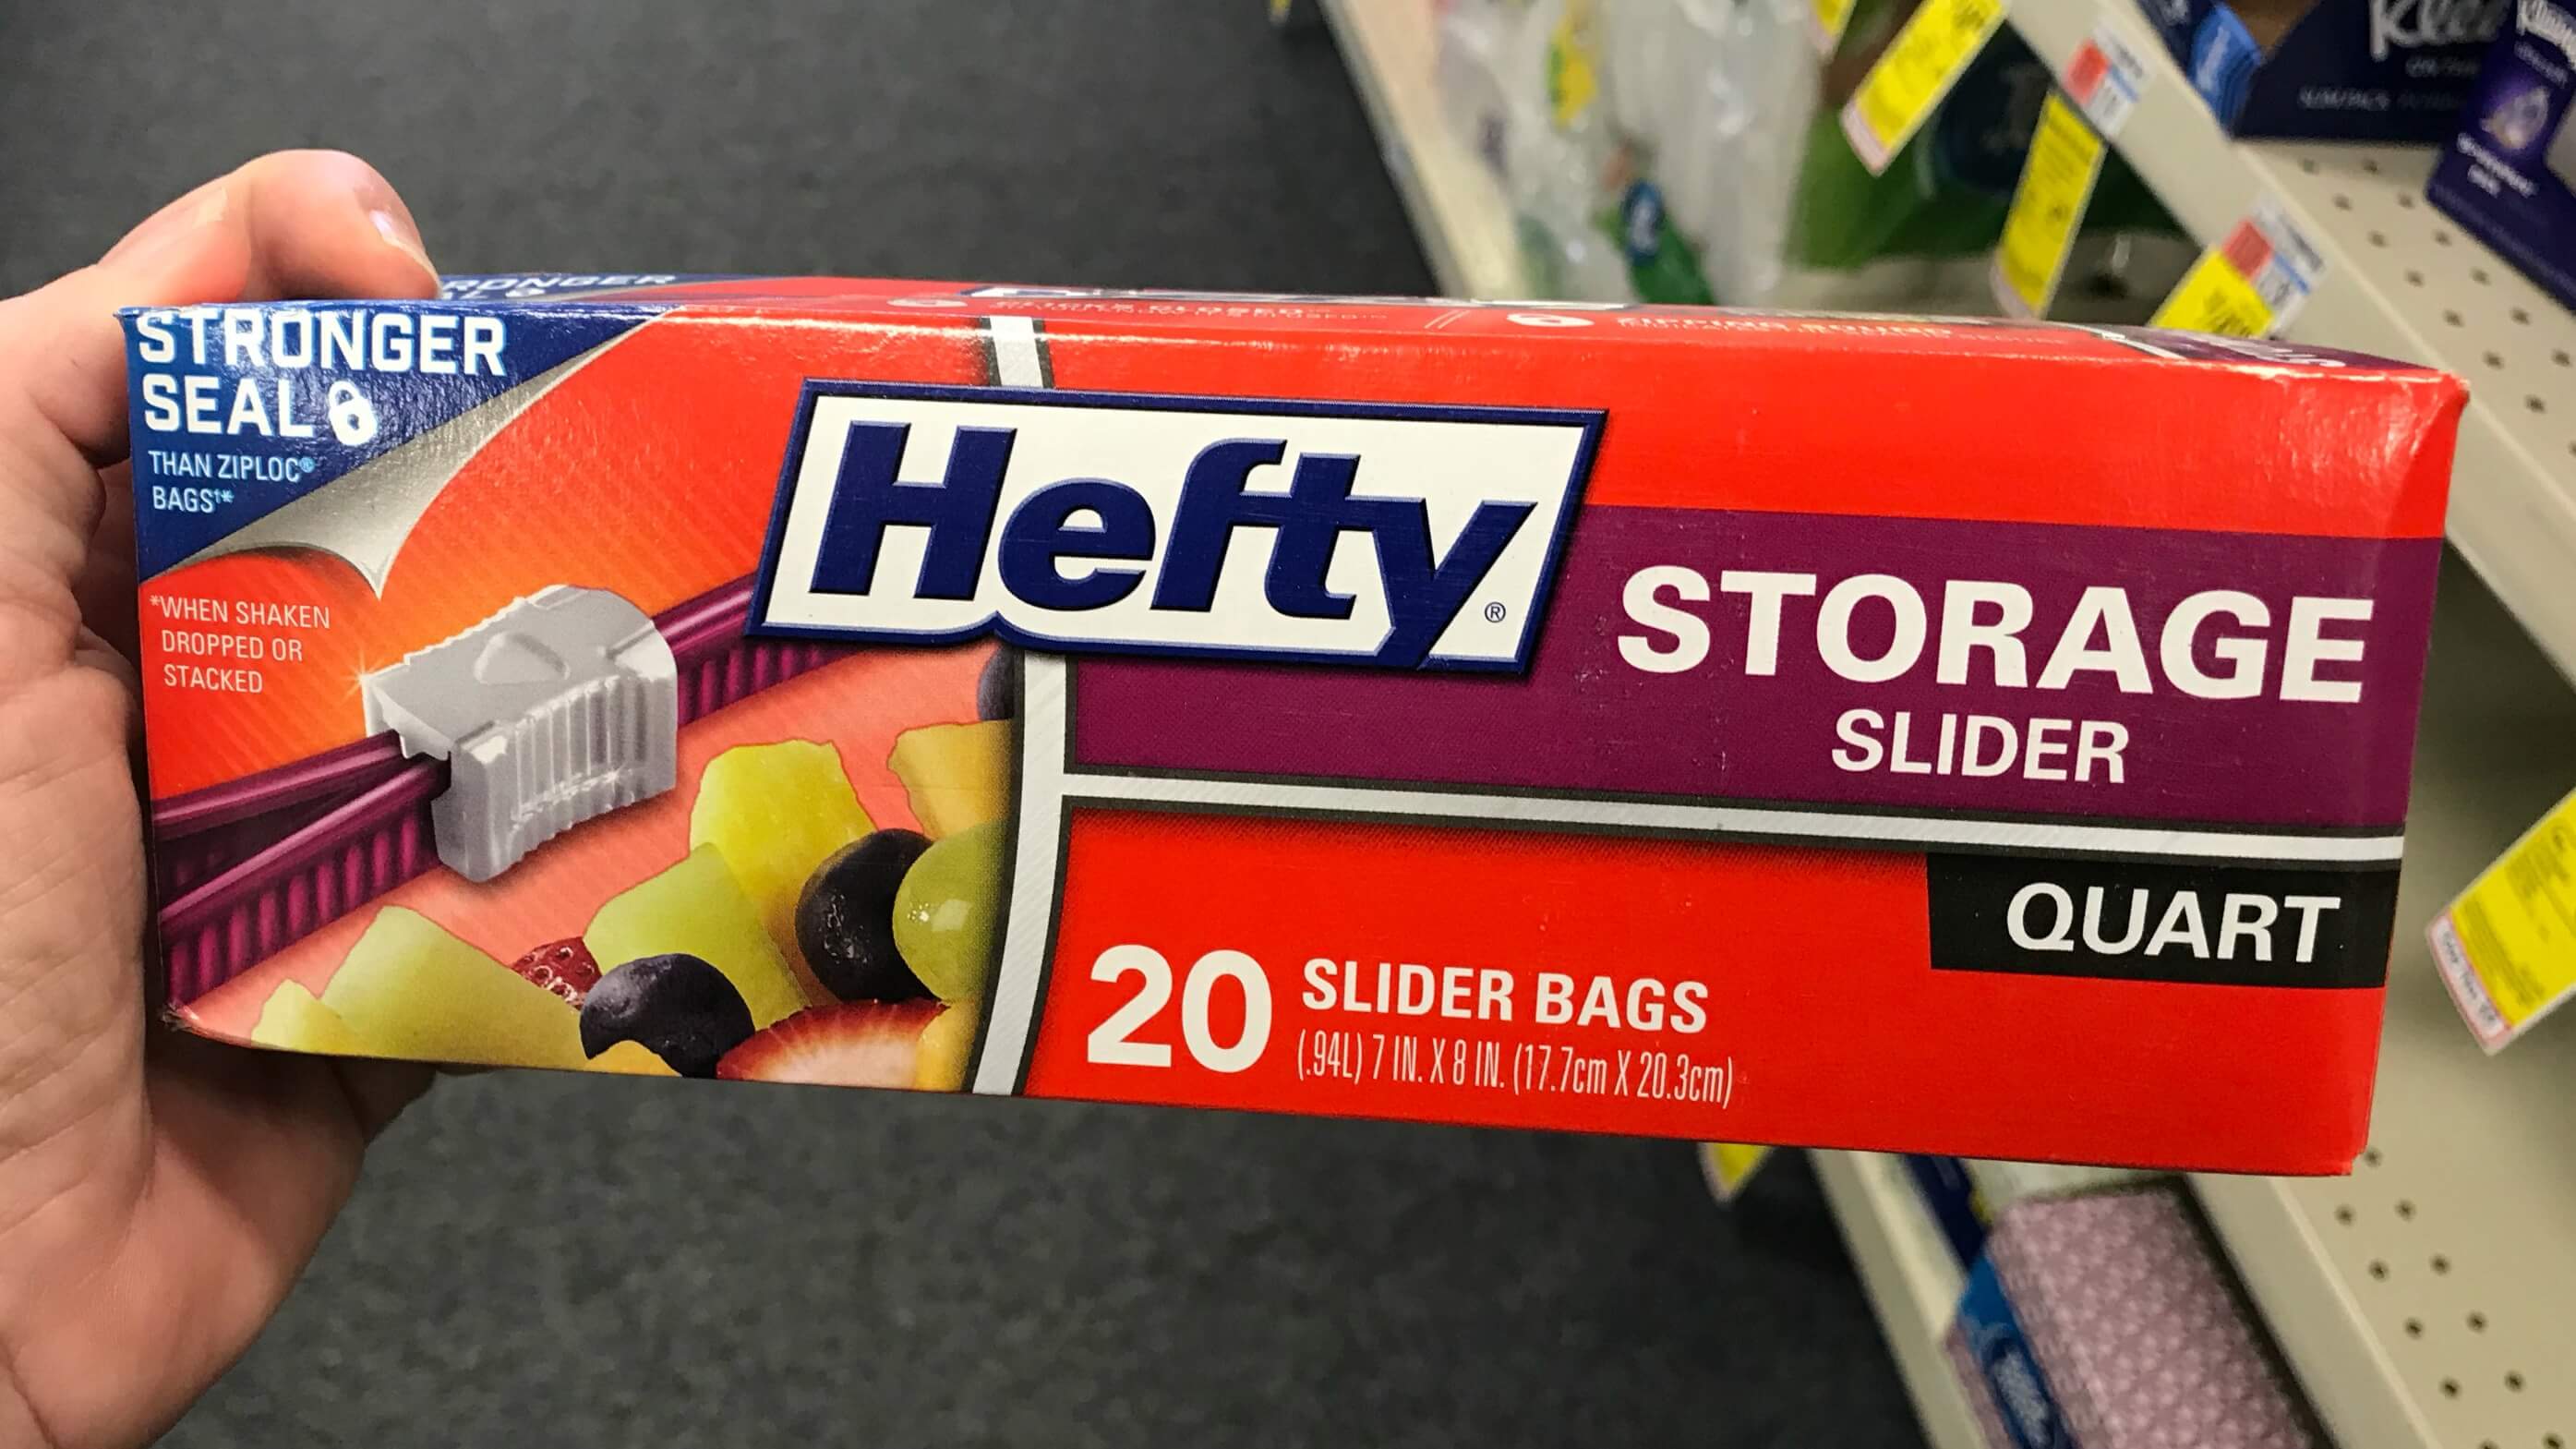 STRONGER
SEAL
THAN ZIPLOC®
BAGS†*
*WHEN SHAKEN
DROPPED OR
STACKED
Hefty®
STORAGE
SLIDER
QUART
20 SLIDER BAGS
(.94L) 7 IN. X 8 IN. (17.7cm X 20.3cm)